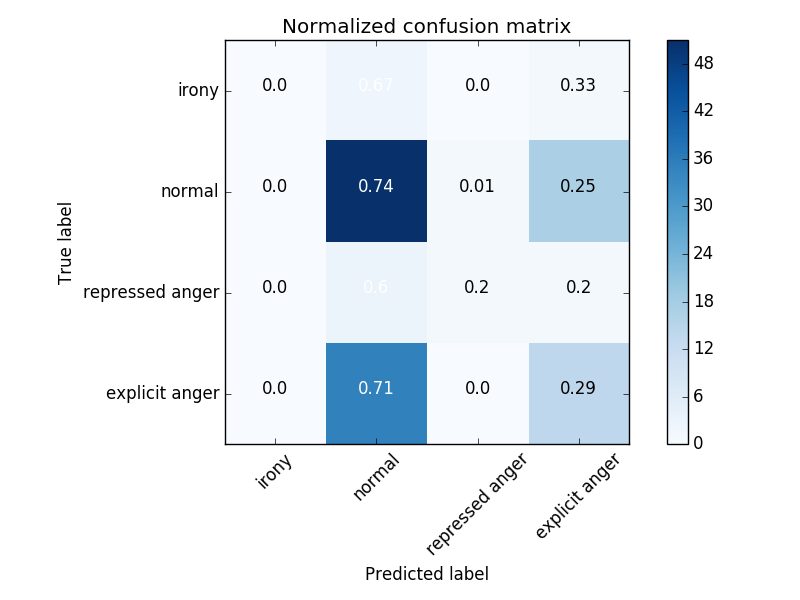 Normalized confusion matrix
True label
irony 0.0 0.67 0.0 0.33
normal 0.0 0.74 0.01 0.25
repressed anger 0.0 0.6 0.2 0.2
explicit anger 0.0 0.71 0.0 0.29
irony normal repressed anger explicit anger
Predicted label
48
42
36
30
24
18
12
6
0